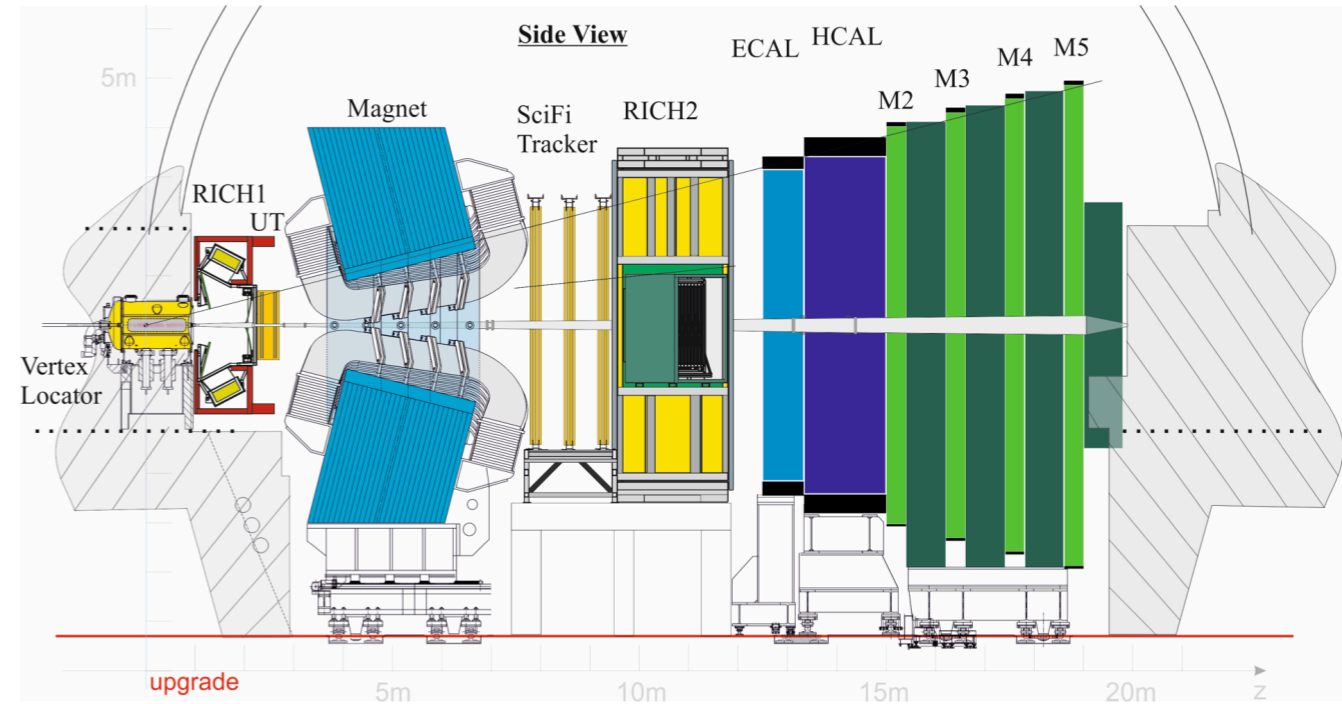 Side View
ECAL
HCAL
M5
M4
M3
M2
5m
Magnet
SciFi
Tracker
RICH2
RICH1
UT
Vertex
Locator
upgrade
5m
10m
15m
20m
z